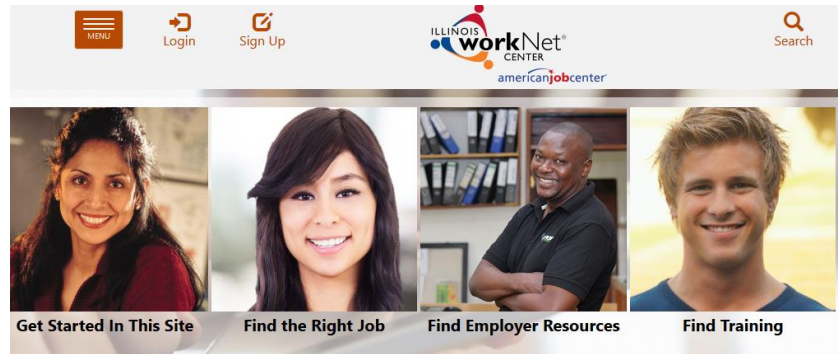 MENU
Login
Sign Up
ILLINOIS
workNet®
CENTER
americanjobcenter
Search
Get Started In This Site
Find the Right Job
Find Employer Resources
Find Training